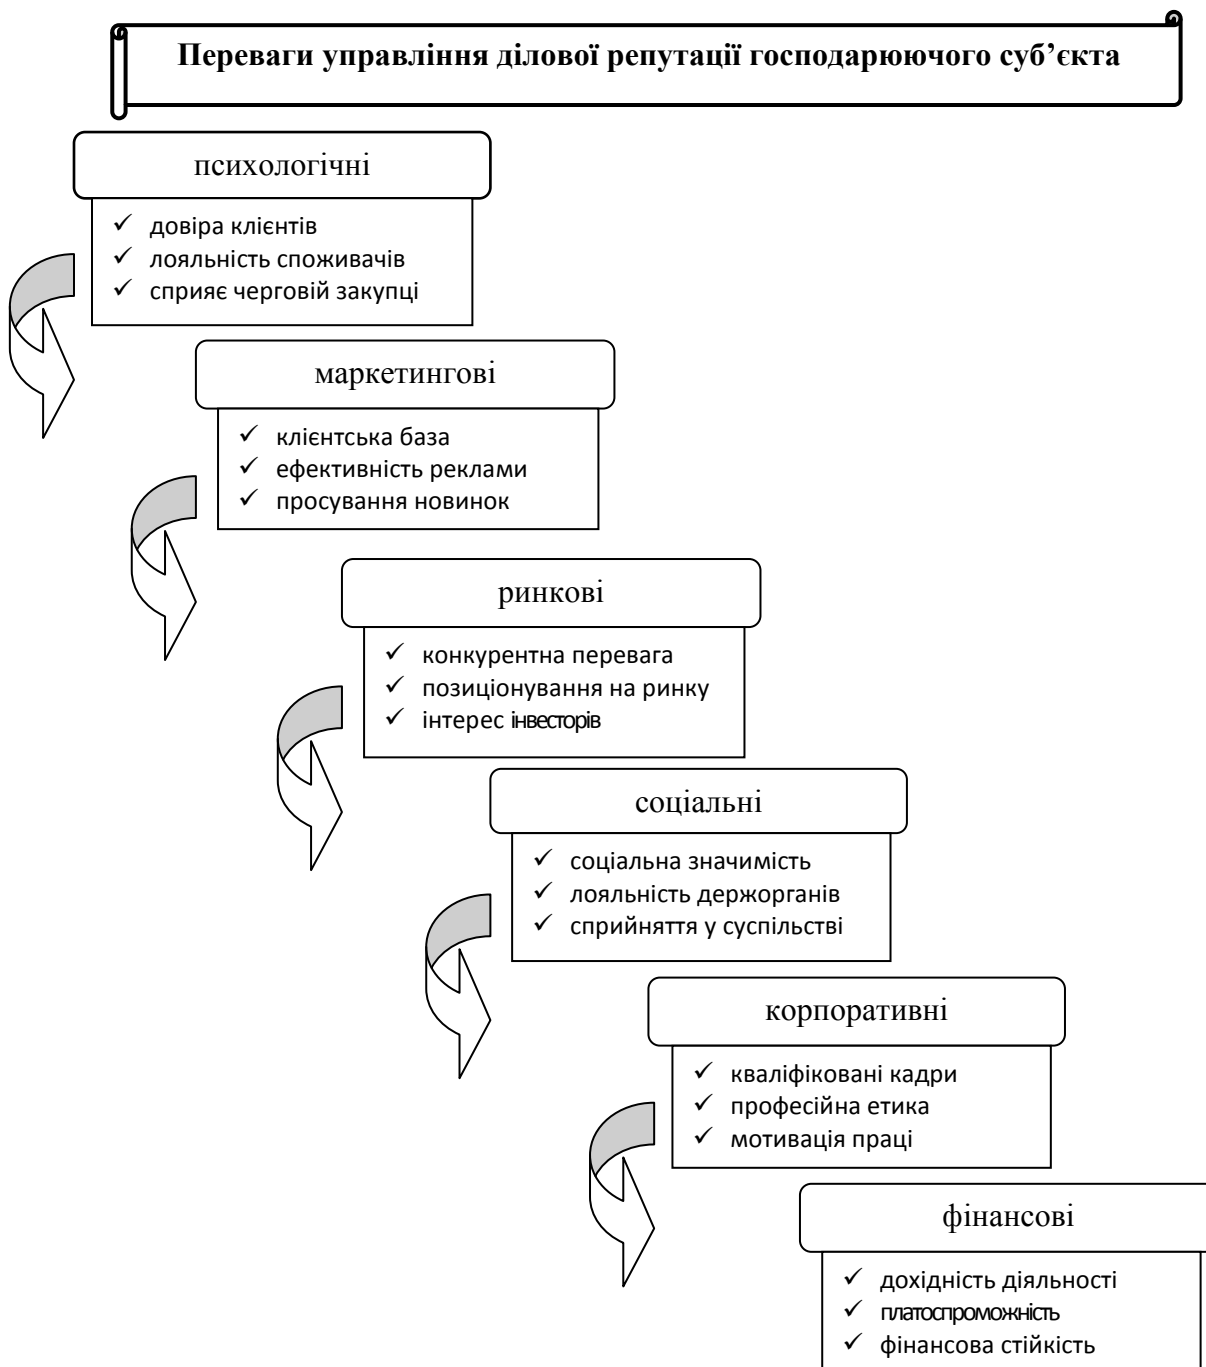 Переваги управління ділової репутації господарюючого суб’єкта
психологічні
✓ довіра клієнтів
✓ лояльність споживачів
✓ сприяє черговій закупці
маркетингові
✓ клієнтська база
✓ ефективність реклами
✓ просування новинок
ринкові
✓ конкурентна перевага
✓ позиціонування на ринку
✓ інтерес інвесторів
соціальні
✓ соціальна значимість
✓ лояльність держорганів
✓ сприйняття у суспільстві
корпоративні
✓ кваліфіковані кадри
✓ професійна етика
✓ мотивація праці
фінансові
✓ дохідність діяльності
✓ платоспроможність
✓ фінансова стійкість